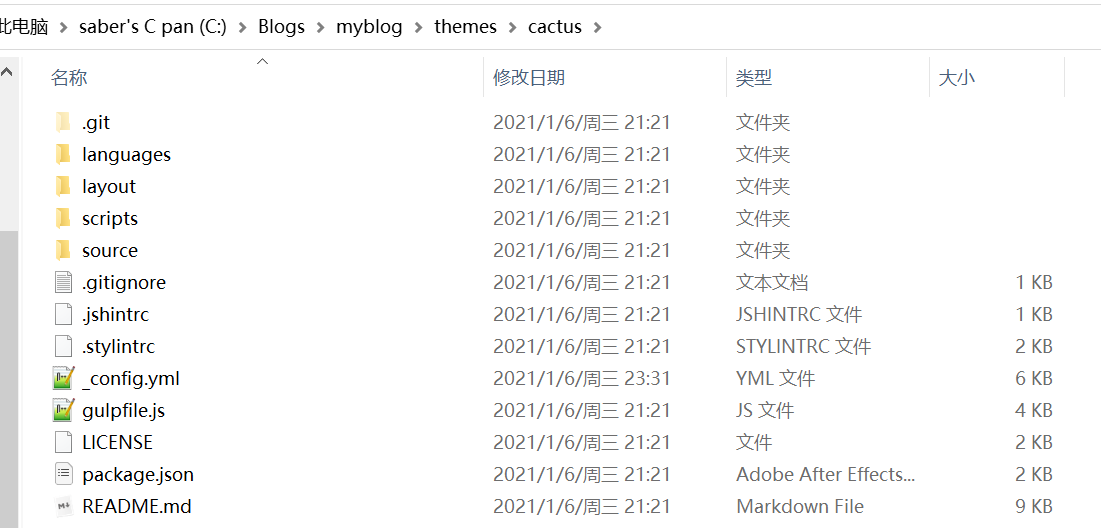 此电脑 > saber's C pan (C:) > Blogs > myblog > themes > cactus >
名称 修改日期 类型 大小
.git 2021/1/6/周三 21:21 文件夹
languages 2021/1/6/周三 21:21 文件夹
layout 2021/1/6/周三 21:21 文件夹
scripts 2021/1/6/周三 21:21 文件夹
source 2021/1/6/周三 21:21 文件夹
.gitignore 2021/1/6/周三 21:21 文本文档 1 KB
.jshintrc 2021/1/6/周三 21:21 JSHINTRC 文件 1 KB
.stylintrc 2021/1/6/周三 21:21 STYLINTRC 文件 2 KB
_config.yml 2021/1/6/周三 23:31 YML 文件 6 KB
gulpfile.js 2021/1/6/周三 21:21 JS 文件 4 KB
LICENSE 2021/1/6/周三 21:21 文件 2 KB
package.json 2021/1/6/周三 21:21 Adobe After Effects... 2 KB
README.md 2021/1/6/周三 21:21 Markdown File 9 KB